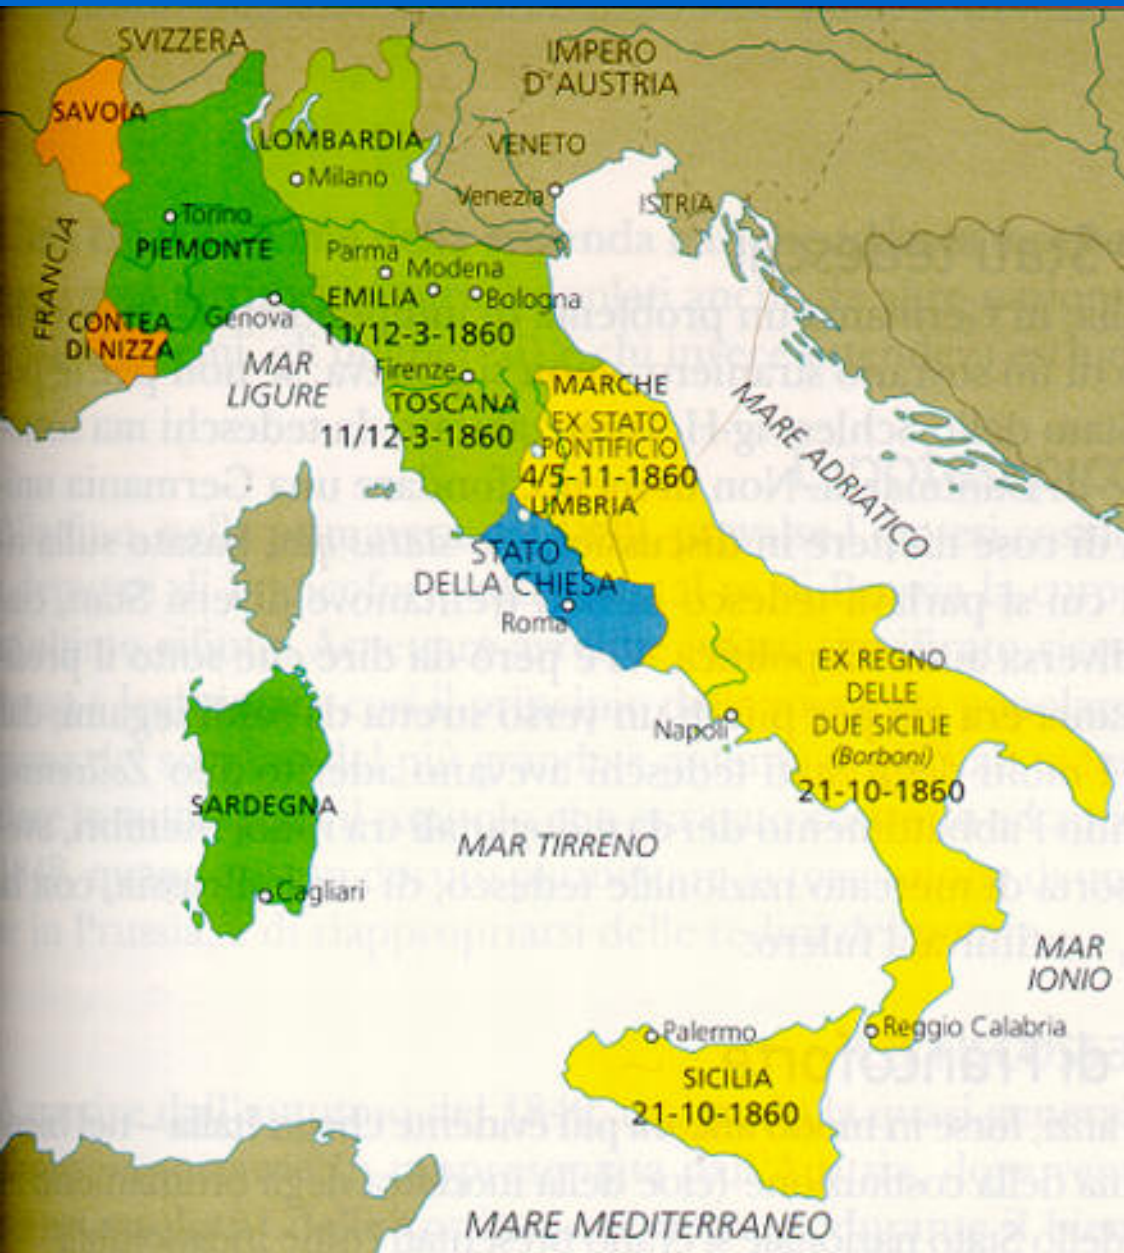 SVIZZERA
IMPERO
D'AUSTRIA
SAVOIA
LOMBARDIA
VENETO
Milano
Venezia
ISTRIA
Torino
PIEMONTE
FRANCIA
Parma
Modena
EMILIA
Bologna
11/12-3-1860
Genova
CONTEA
DI NIZZA
MAR
LIGURE
Firenze
TOSCANA
11/12-3-1860
MARCHE
EX STATO
PONTIFICIO
4/5-11-1860
UMBRIA
MARE ADRIATICO
STATO
DELLA CHIESA
Roma
EX REGNO
DELLE
DUE SICILIE
(Borboni)
21-10-1860
Napoli
SARDEGNA
MAR TIRRENO
Cagliari
MAR
IONIO
Reggio Calabria
Palermo
SICILIA
21-10-1860
MARE MEDITERRANEO